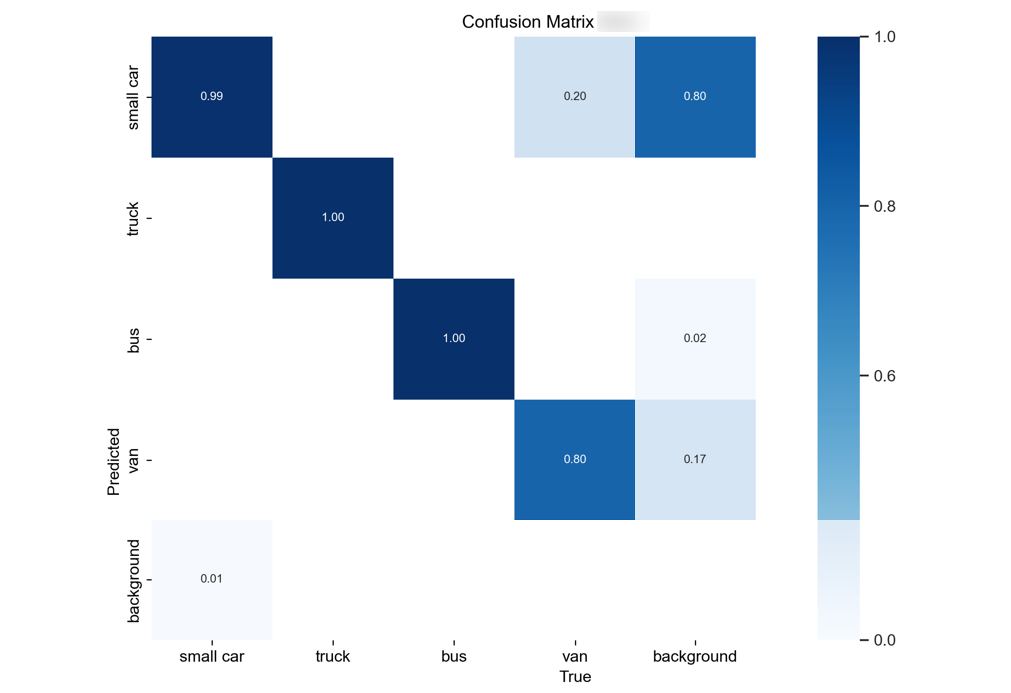 Confusion Matrix
small car
0.99
0.20
0.80
1.0
truck
1.00
0.8
bus
1.00
0.02
0.6
Predicted
van
0.80
0.17
background
0.01
0.0
small car
truck
bus
van
background
True